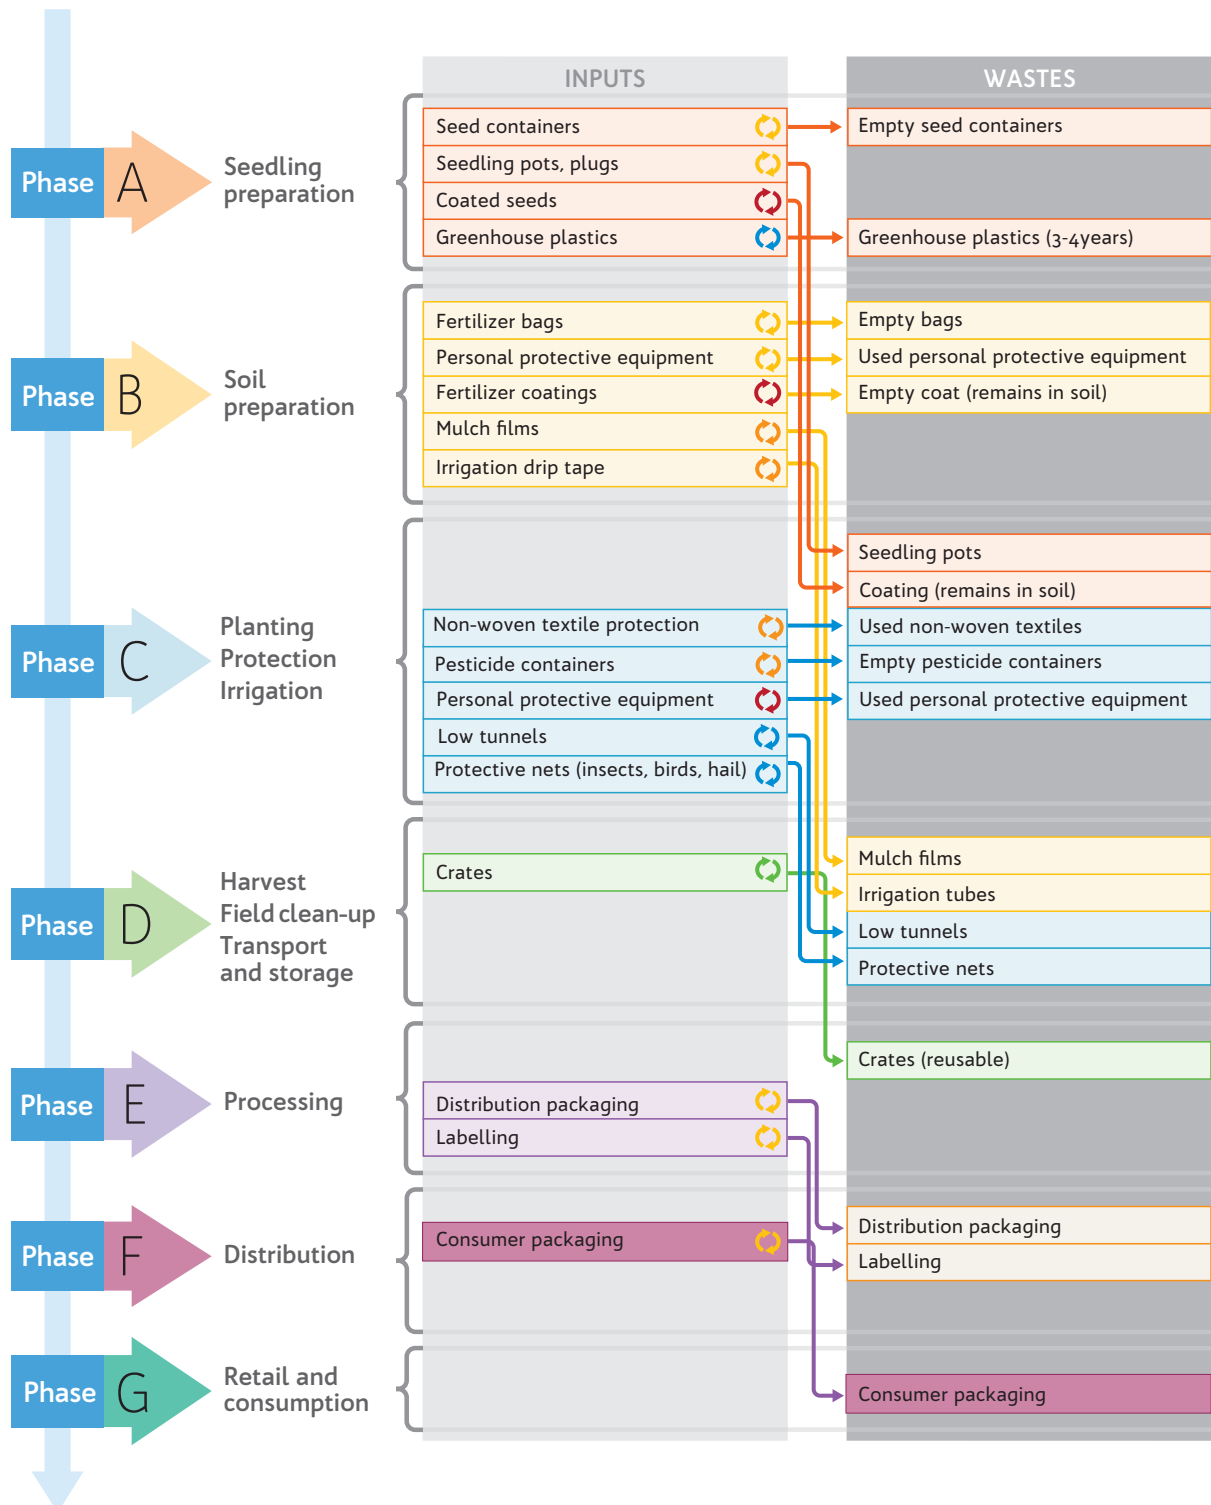 INPUTS
WASTES
Phase A
Seedling
preparation
Seed containers
Seedling pots, plugs
Coated seeds
Greenhouse plastics
Empty seed containers
Greenhouse plastics (3-4years)
Phase B
Soil
preparation
Fertilizer bags
Personal protective equipment
Fertilizer coatings
Mulch films
Irrigation drip tape
Empty bags
Used personal protective equipment
Empty coat (remains in soil)
Phase C
Planting
Protection
Irrigation
Non-woven textile protection
Pesticide containers
Personal protective equipment
Low tunnels
Protective nets (insects, birds, hail)
Seedling pots
Coating (remains in soil)
Used non-woven textiles
Empty pesticide containers
Used personal protective equipment
Phase D
Harvest
Field clean-up
Transport
and storage
Crates
Mulch films
Irrigation tubes
Low tunnels
Protective nets
Phase E
Processing
Distribution packaging
Labelling
Crates (reusable)
Phase F
Distribution
Consumer packaging
Distribution packaging
Labelling
Phase G
Retail and
consumption
Consumer packaging